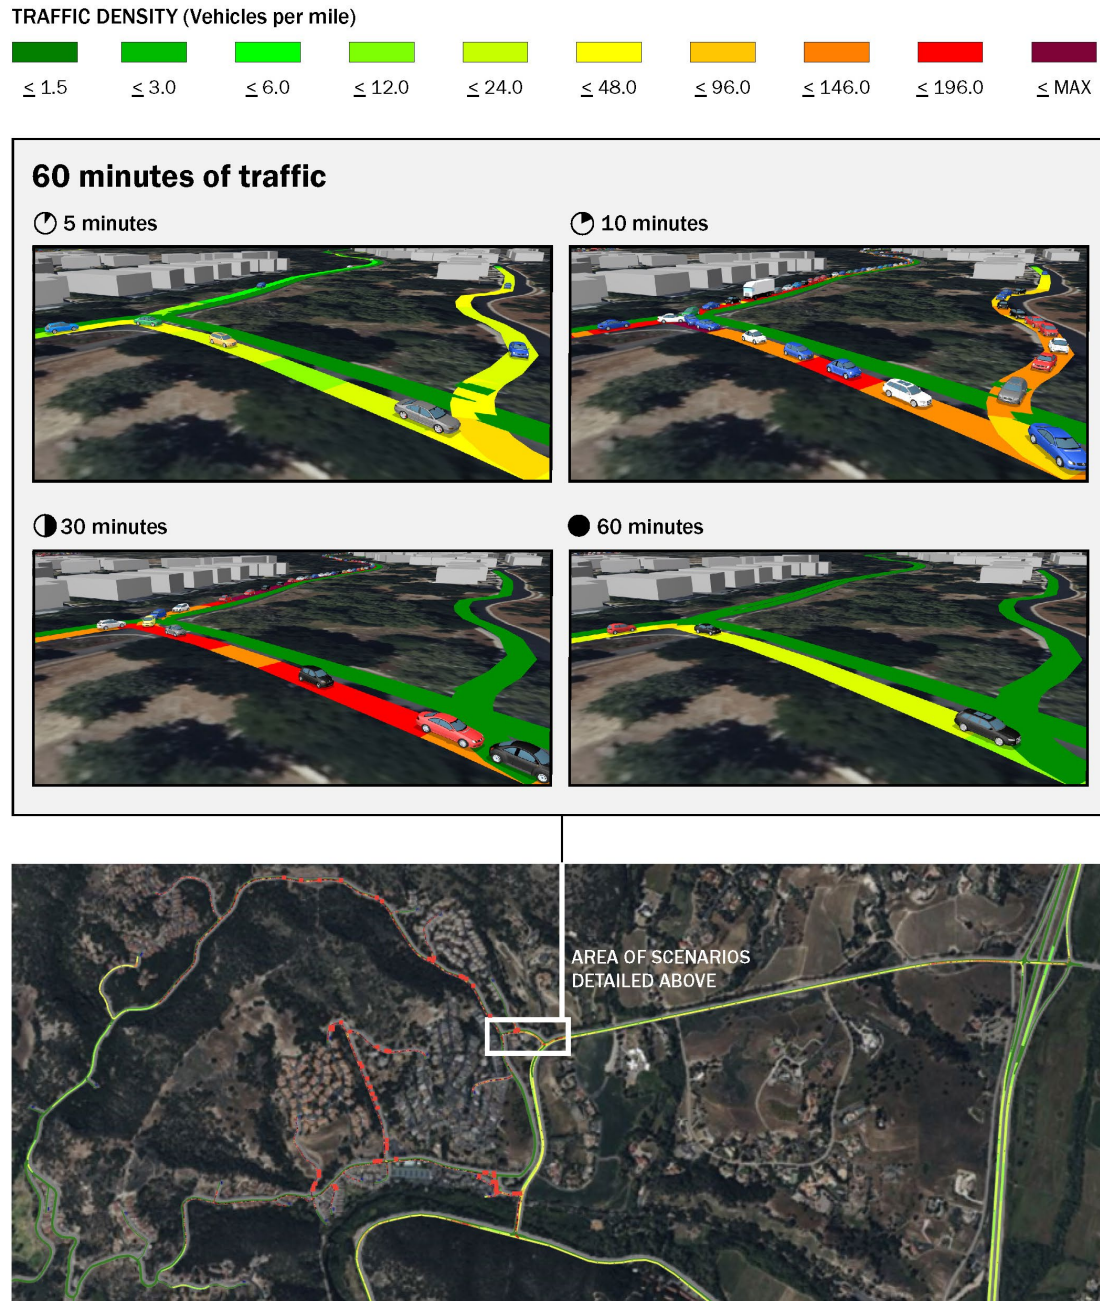 TRAFFIC DENSITY (Vehicles per mile)
≤ 1.5 ≤ 3.0 ≤ 6.0 ≤ 12.0 ≤ 24.0 ≤ 48.0 ≤ 96.0 ≤ 146.0 ≤ 196.0 ≤ MAX
60 minutes of traffic
5 minutes
10 minutes
30 minutes
60 minutes
AREA OF SCENARIOS
DETAILED ABOVE